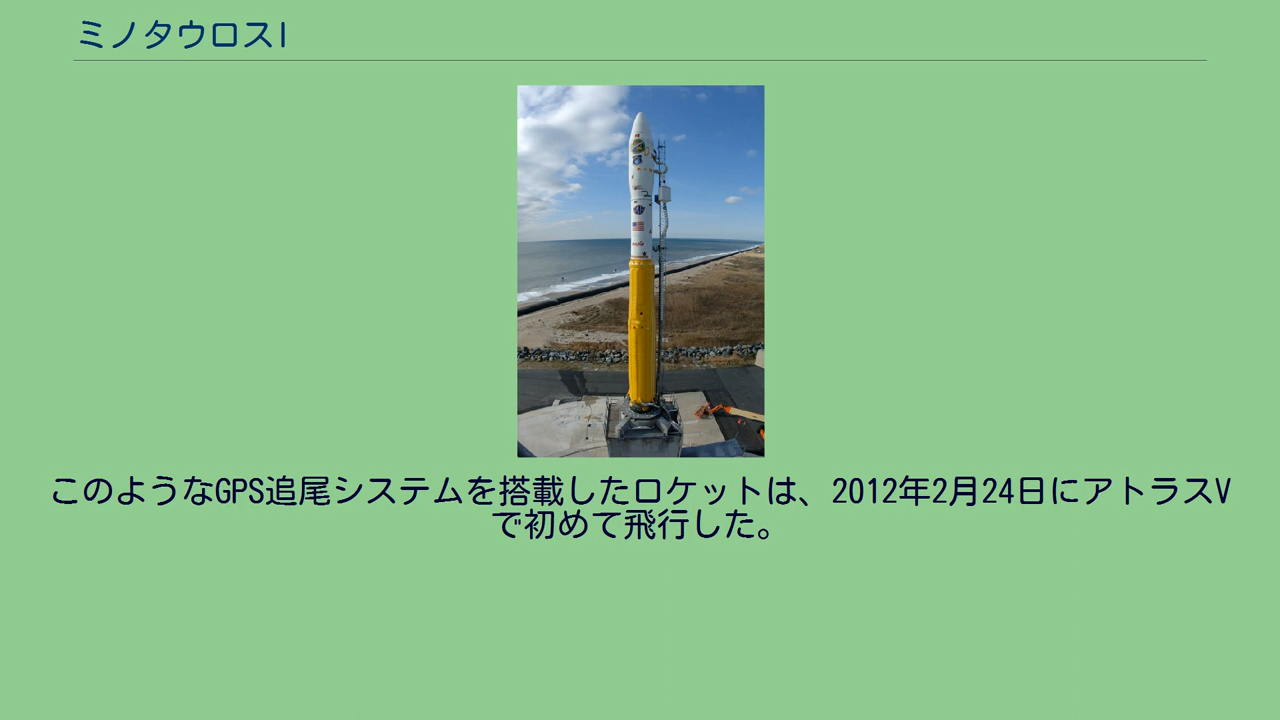 ミノタウロスI
このようなGPS追尾システムを搭載したロケットは、2012年2月24日にアトラスV
で初めて飛行した。